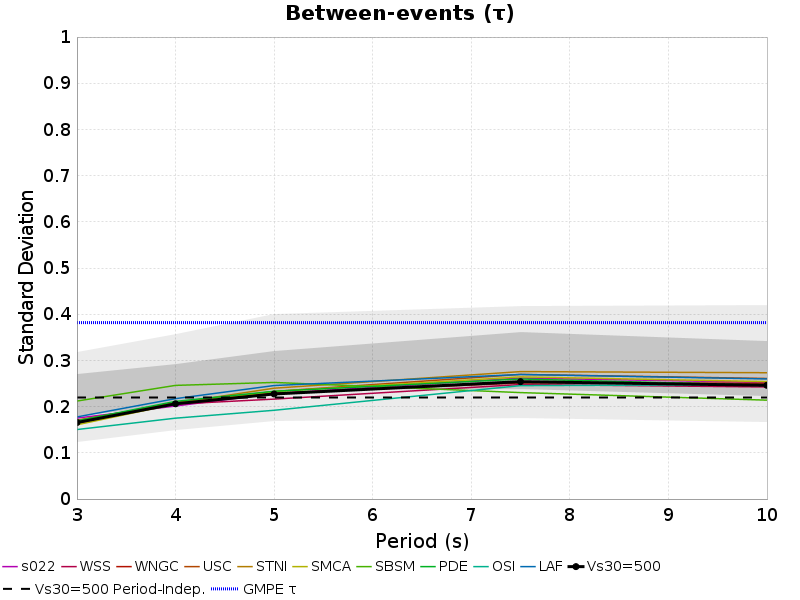 Between-events (τ)
1
0.9
0.8
0.7
0.6
0.5
0.4
0.3
0.2
0.1
0
Standard Deviation
3 4 5 6 7 8 9 10
Period (s)
s022 WSS WNGC USC STNI SMCA SBSM PDE OSI LAF Vs30=500
Vs30=500 Period-Indep. GMPE τ